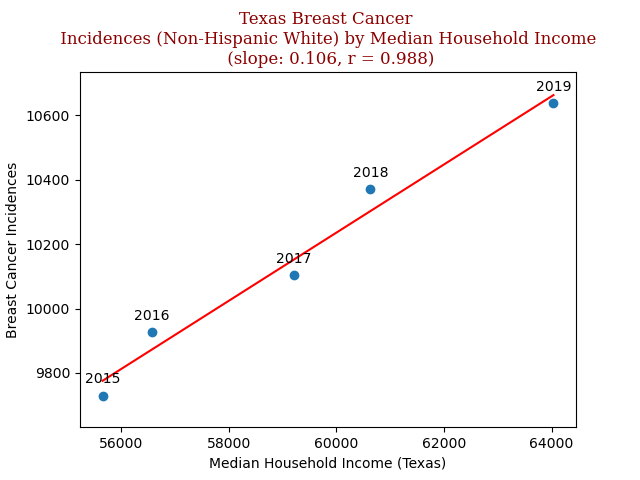 Texas Breast Cancer
Incidences (Non-Hispanic White) by Median Household Income
(slope: 0.106, r = 0.988)
2019
10600
10400
2018
10200
2017
10000
2016
9800
2015
Breast Cancer Incidences
56000 58000 60000 62000 64000
Median Household Income (Texas)